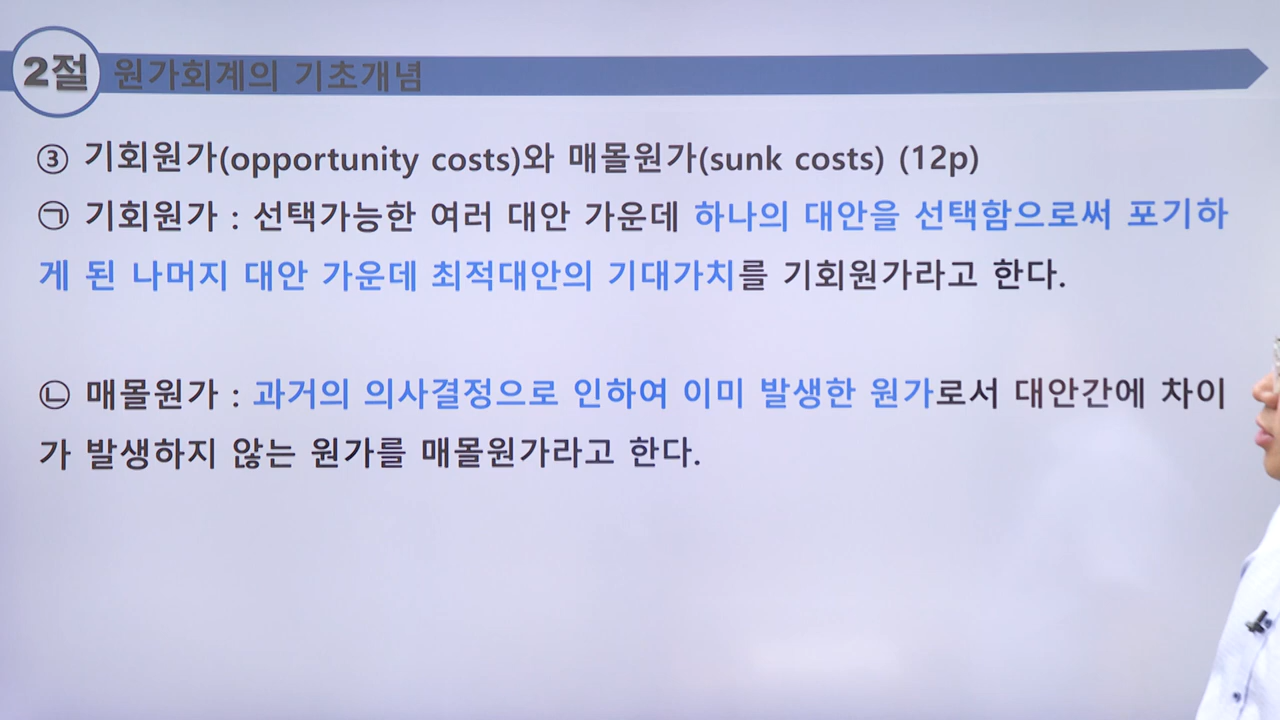 2절 원가회계의 기초개념
③ 기회원가(opportunity costs)와 매몰원가(sunk costs) (12p)
㉠ 기회원가 : 선택가능한 여러 대안 가운데 하나의 대안을 선택함으로써 포기하
게 된 나머지 대안 가운데 최적대안의 기대가치를 기회원가라고 한다.
㉡ 매몰원가 : 과거의 의사결정으로 인하여 이미 발생한 원가로서 대안간에 차이
가 발생하지 않는 원가를 매몰원가라고 한다.